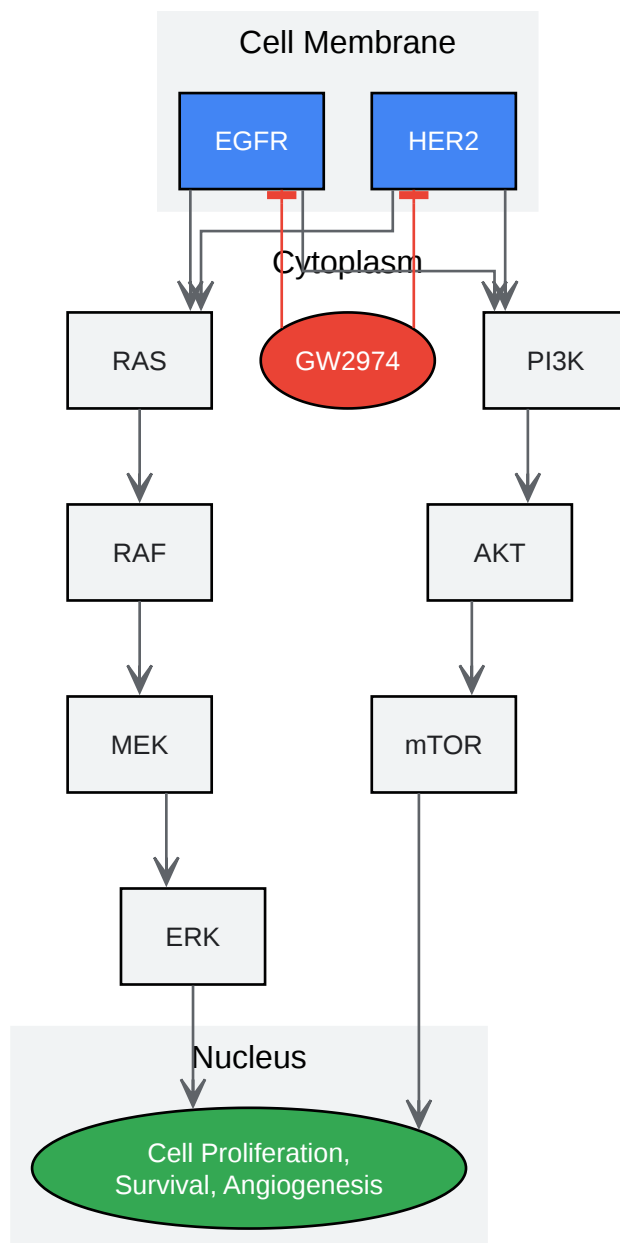 Cell Membrane
EGFR
HER2
Cytoplasm
RAS
GW2974
PI3K
RAF
AKT
MEK
mTOR
ERK
Nucleus
Cell Proliferation,
Survival, Angiogenesis